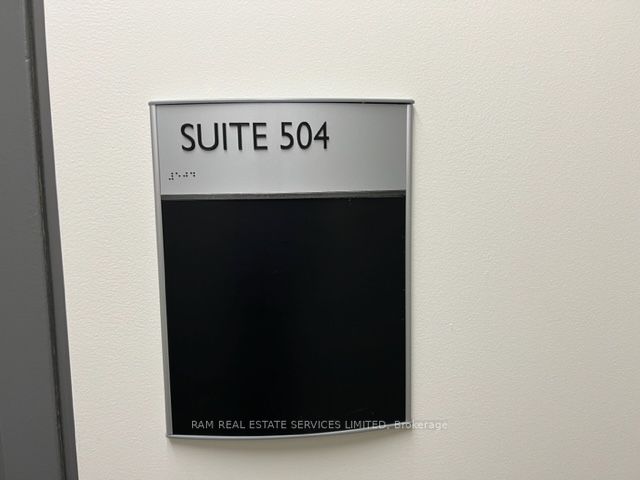 SUITE 504
⠼⠑⠚⠙
RAM REAL ESTATE SERVICES LIMITED, Brokerage